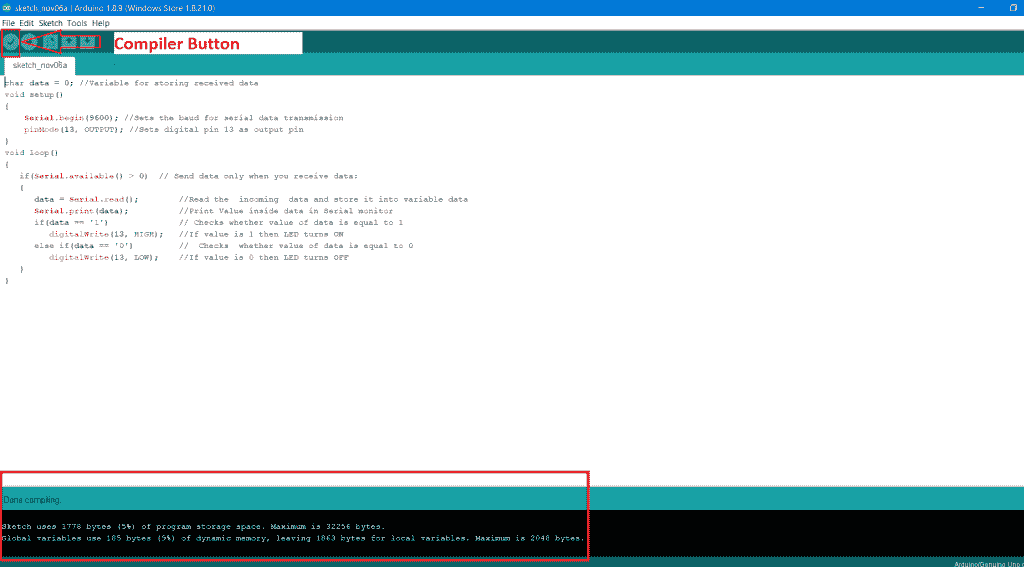 sketch_nov06a | Arduino 1.8.9 (Windows Store 1.8.21.0)
File Edit Sketch Tools Help
Compiler Button
sketch_nov06a
char data = 0; //Variable for storing received data
void setup()
{
Serial.begin(9600); //Sets the baud for serial data transmission
pinMode(13, OUTPUT); //Sets digital pin 13 as output pin
}
void loop()
{
if(Serial.available() > 0) // Send data only when you receive data:
{
data = Serial.read(); //Read the incoming data and store it into variable data
Serial.print(data); //Print Value inside data in Serial monitor
if(data == '1') // Checks whether value of data is equal to 1
digitalWrite(13, HIGH); //If value is 1 then LED turns ON
else if(data == '0') // Checks whether value of data is equal to 0
digitalWrite(13, LOW); //If value is 0 then LED turns OFF
}
}
Done compiling.
Sketch uses 1778 bytes (5%) of program storage space. Maximum is 32256 bytes.
Global variables use 185 bytes (9%) of dynamic memory, leaving 1863 bytes for local variables. Maximum is 2048 bytes.
Arduino/Genuino Uno